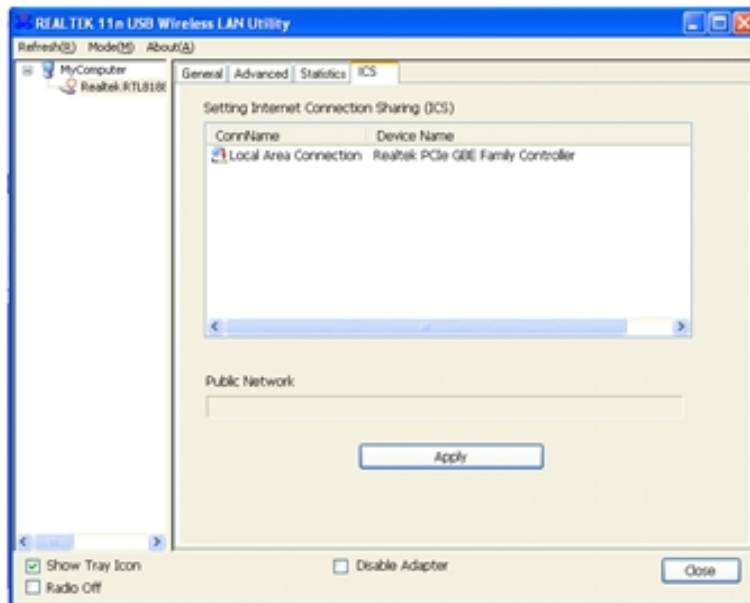 REALTEK 11n USB Wireless LAN Utility
Refresh(R) Mode(M) About(A)
MyComputer
Realtek RTL8188
General Advanced Statistics ICS
Setting Internet Connection Sharing (ICS)
ConnName Device Name
Local Area Connection Realtek PCIe GBE Family Controller
Public Network
Apply
Show Tray Icon
Disable Adapter
Radio Off
Close